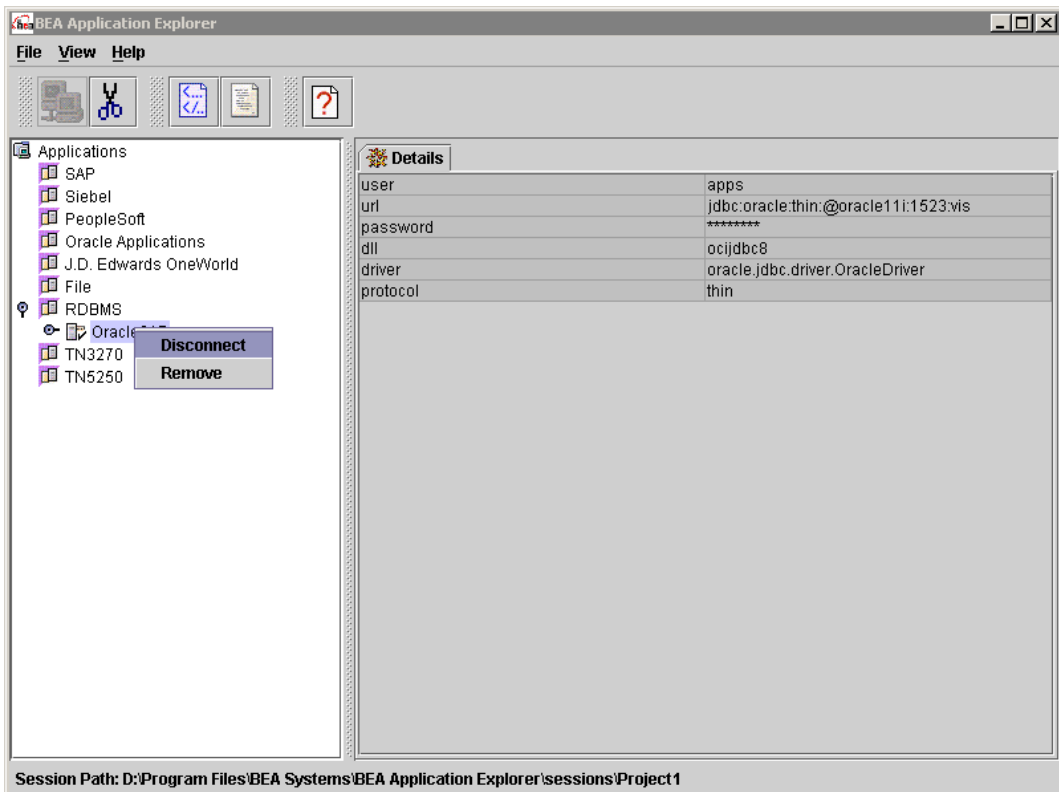 BEA Application Explorer
File View Help
Applications
SAP
Siebel
PeopleSoft
Oracle Applications
J.D. Edwards OneWorld
File
RDBMS
TN3270
TN5250
Disconnect
Remove
Details
user apps
url jdbc:oracle:thin:@oracle11i:1523:vis
password ********
dll ocijdbc8
driver oracle.jdbc.driver.OracleDriver
protocol thin
Session Path: D:\Program Files\BEA Systems\BEA Application Explorer\sessions\Project1